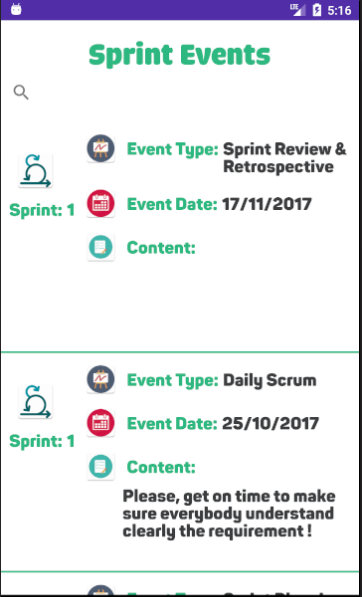 LTE 5:16
Sprint Events
Event Type: Sprint Review &
Retrospective
Sprint: 1
Event Date: 17/11/2017
Content:
Event Type: Daily Scrum
Sprint: 1
Event Date: 25/10/2017
Content:
Please, get on time to make
sure everybody understand
clearly the requirement !